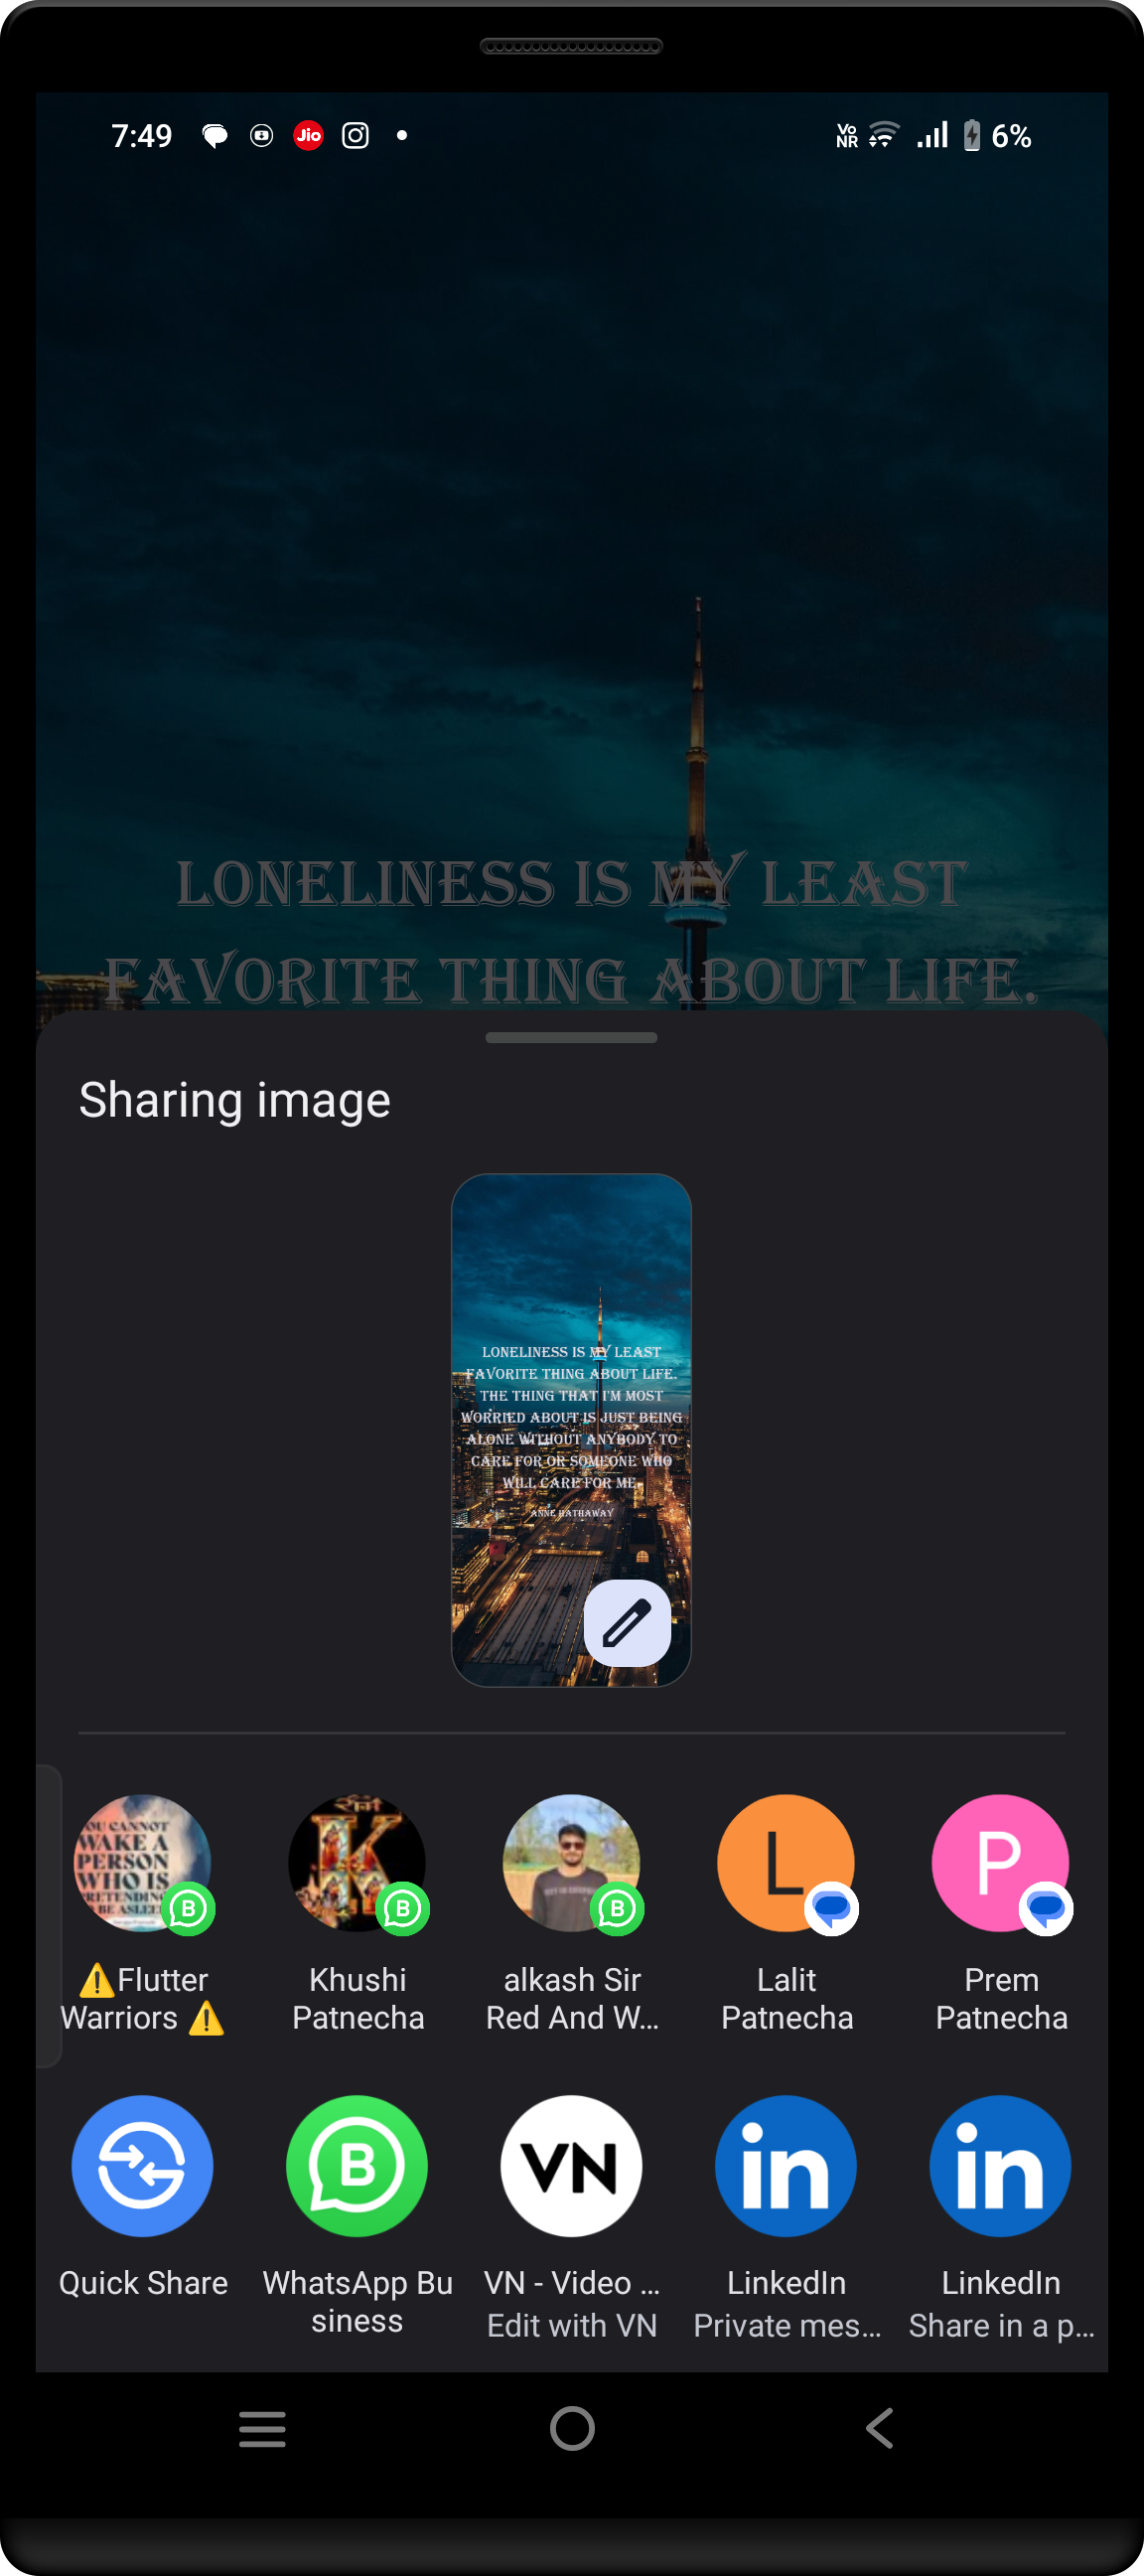 7:49
Jio
Vo
NR
6%
LONELINESS IS MY LEAST
FAVORITE THING ABOUT LIFE.
Sharing image
LONELINESS IS MY LEAST
FAVORITE THING ABOUT LIFE.
THE THING THAT I'M MOST
WORRIED ABOUT IS JUST BEING
ALONE WITHOUT ANYBODY TO
CARE FOR OR SOMEONE WHO
WILL CARE FOR ME.
ANNE HATHAWAY
YOU CANNOT
WAKE A
PERSON
WHO IS
PRETENDING
BE ASLEEP
K
L
P
B
B
B
⚠️Flutter
Warriors ⚠️
Khushi
Patnecha
alkash Sir
Red And W...
Lalit
Patnecha
Prem
Patnecha
B
VN
in
in
Quick Share
WhatsApp Bu
siness
VN - Video ...
Edit with VN
LinkedIn
Private mes...
LinkedIn
Share in a p...